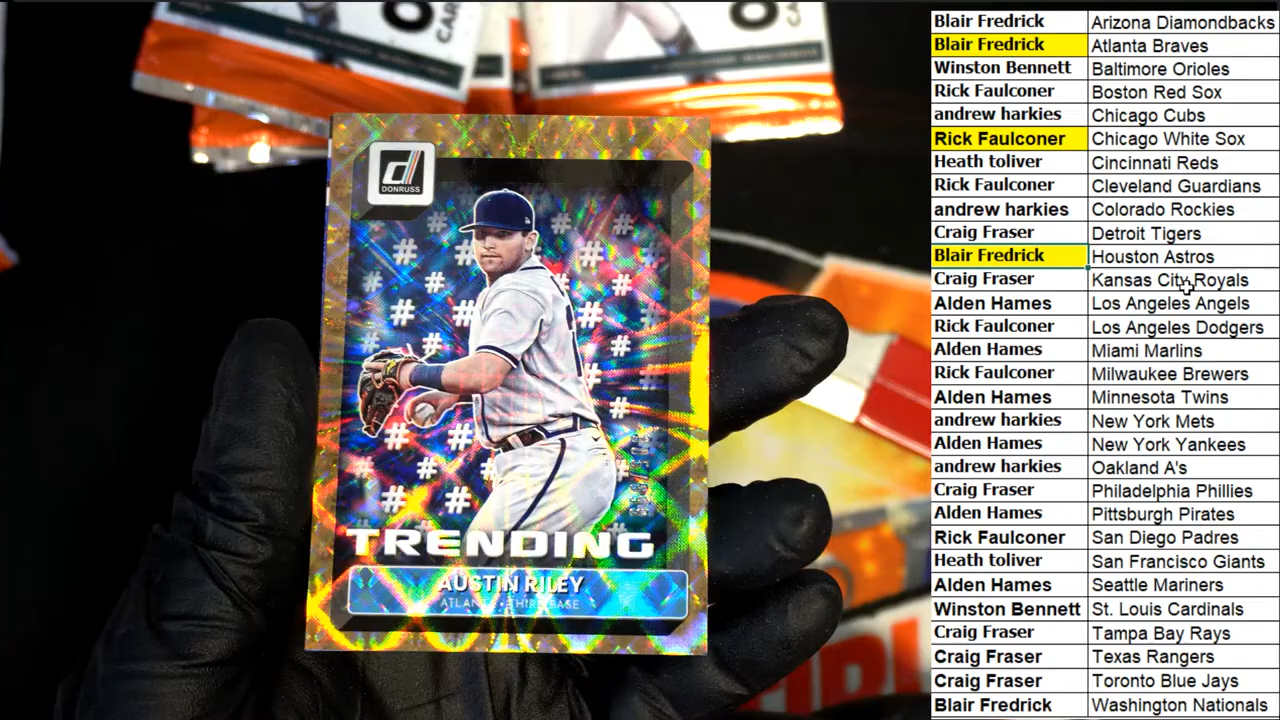 CAR
DONRUSS
TRENDING
AUSTIN RILEY
ATLANTA • THIRD BASE
Blair Fredrick Arizona Diamondbacks
Blair Fredrick Atlanta Braves
Winston Bennett Baltimore Orioles
Rick Faulconer Boston Red Sox
andrew harkies Chicago Cubs
Rick Faulconer Chicago White Sox
Heath toliver Cincinnati Reds
Rick Faulconer Cleveland Guardians
andrew harkies Colorado Rockies
Craig Fraser Detroit Tigers
Blair Fredrick Houston Astros
Craig Fraser Kansas City Royals
Alden Hames Los Angeles Angels
Rick Faulconer Los Angeles Dodgers
Alden Hames Miami Marlins
Rick Faulconer Milwaukee Brewers
Alden Hames Minnesota Twins
andrew harkies New York Mets
Alden Hames New York Yankees
andrew harkies Oakland A's
Craig Fraser Philadelphia Phillies
Alden Hames Pittsburgh Pirates
Rick Faulconer San Diego Padres
Heath toliver San Francisco Giants
Alden Hames Seattle Mariners
Winston Bennett St. Louis Cardinals
Craig Fraser Tampa Bay Rays
Craig Fraser Texas Rangers
Craig Fraser Toronto Blue Jays
Blair Fredrick Washington Nationals